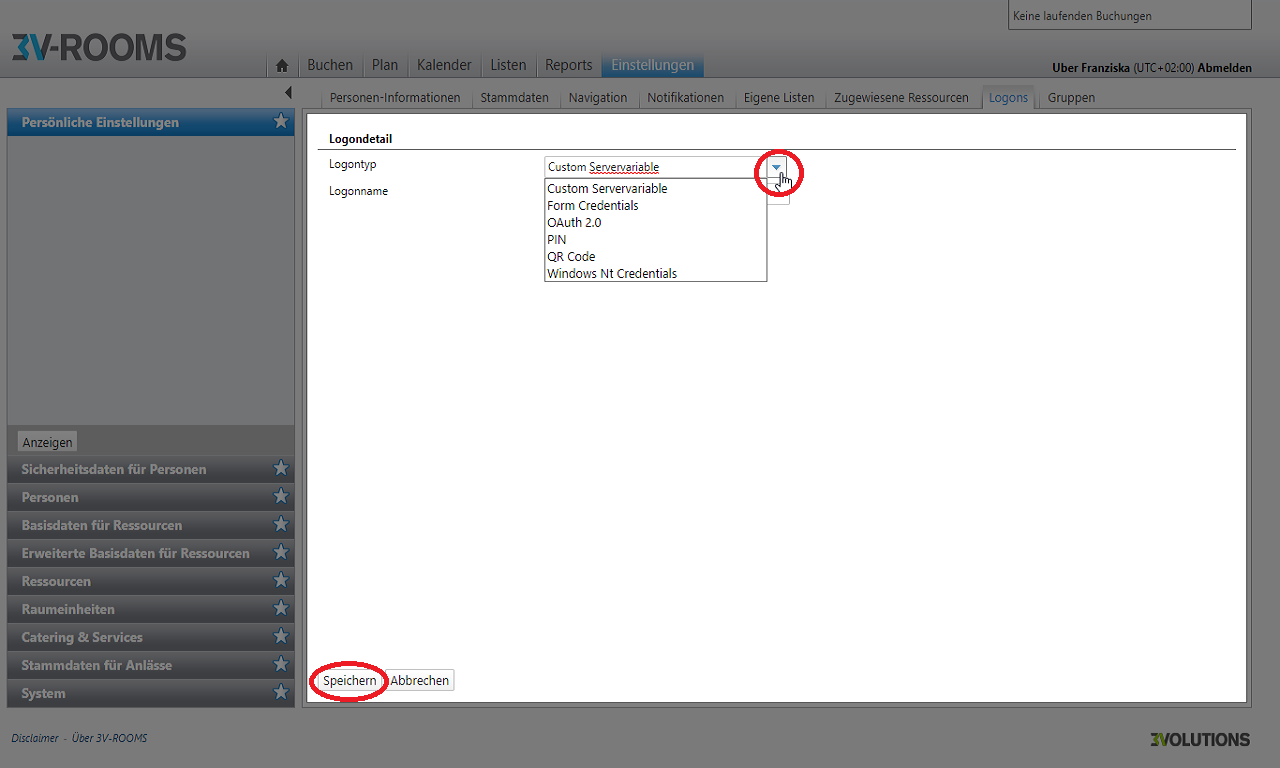 Keine laufenden Buchungen
3V-ROOMS
Buchen Plan Kalender Listen Reports Einstellungen
Uber Franziska (UTC+02:00) Abmelden
Personen-Informationen Stammdaten Navigation Notifikationen Eigene Listen Zugewiesene Ressourcen Logons Gruppen
Persönliche Einstellungen
Anzeigen
Sicherheitsdaten für Personen
Personen
Basisdaten für Ressourcen
Erweiterte Basisdaten für Ressourcen
Ressourcen
Raumeinheiten
Catering & Services
Stammdaten für Anlässe
System
Logondetail
Logontyp Custom Servervariable
Logonname
Custom Servervariable
Form Credentials
OAuth 2.0
PIN
QR Code
Windows Nt Credentials
Speichern Abbrechen
Disclaimer - Über 3V-ROOMS
3VOLUTIONS